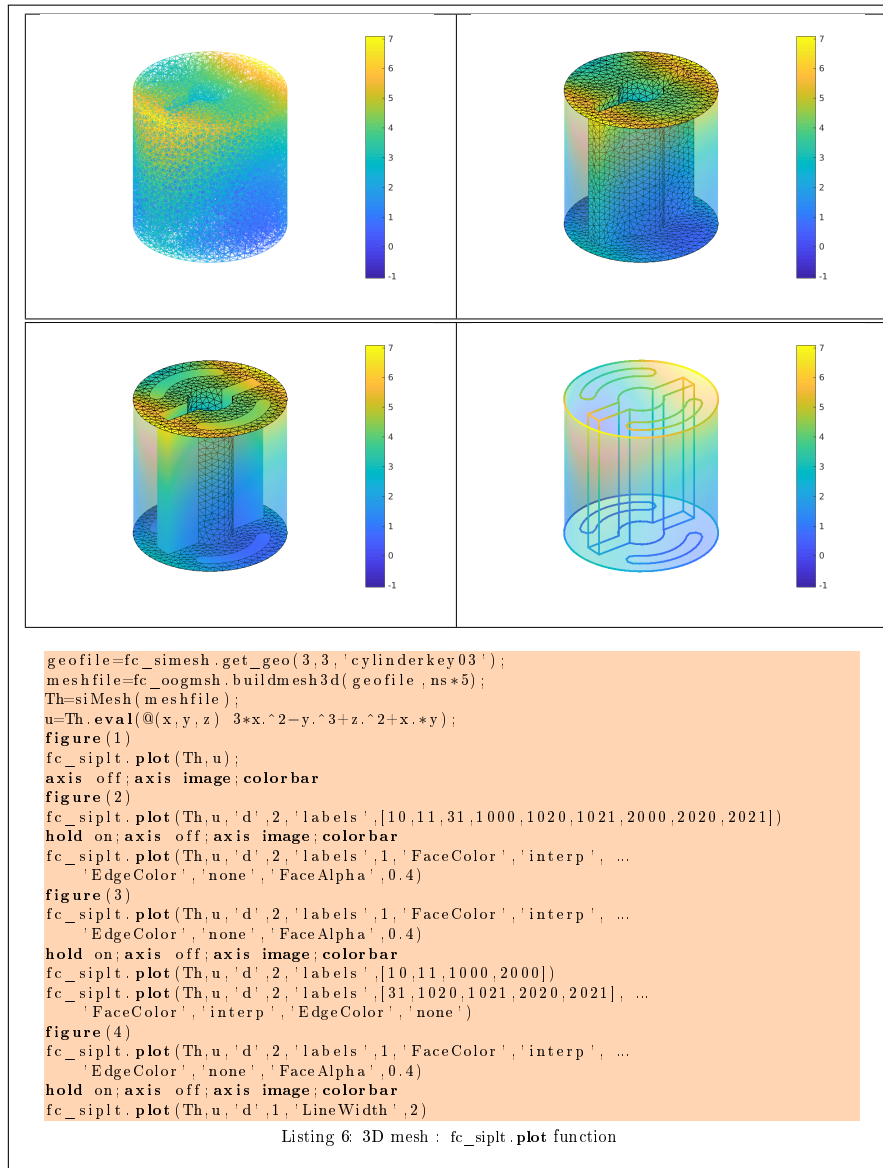 7
6
5
4
3
2
1
0
-1
7
6
5
4
3
2
1
0
-1
7
6
5
4
3
2
1
0
-1
7
6
5
4
3
2
1
0
-1
geofile=fc_simesh.get_geo(3,3,'cylinderkey03');
meshfile=fc_oogmsh.buildmesh3d(geofile,ns*5);
Th=siMesh(meshfile);
u=Th.eval(@(x,y,z) 3*x.^2-y.^3+z.^2+x.*y);
figure(1)
fc_siplt.plot(Th,u);
axis off;axis image;colorbar
figure(2)
fc_siplt.plot(Th,u,'d',2,'labels',[10,11,31,1000,1020,1021,2000,2020,2021])
hold on;axis off;axis image;colorbar
fc_siplt.plot(Th,u,'d',2,'labels',1,'FaceColor','interp', ...
'EdgeColor','none','FaceAlpha',0.4)
figure(3)
fc_siplt.plot(Th,u,'d',2,'labels',1,'FaceColor','interp', ...
'EdgeColor','none','FaceAlpha',0.4)
hold on;axis off;axis image;colorbar
fc_siplt.plot(Th,u,'d',2,'labels',[10,11,1000,2000])
fc_siplt.plot(Th,u,'d',2,'labels',[31,1020,1021,2020,2021], ...
'FaceColor','interp','EdgeColor','none')
figure(4)
fc_siplt.plot(Th,u,'d',2,'labels',1,'FaceColor','interp', ...
'EdgeColor','none','FaceAlpha',0.4)
hold on;axis off;axis image;colorbar
fc_siplt.plot(Th,u,'d',1,'LineWidth',2)
Listing 6: 3D mesh : fc_siplt.plot function